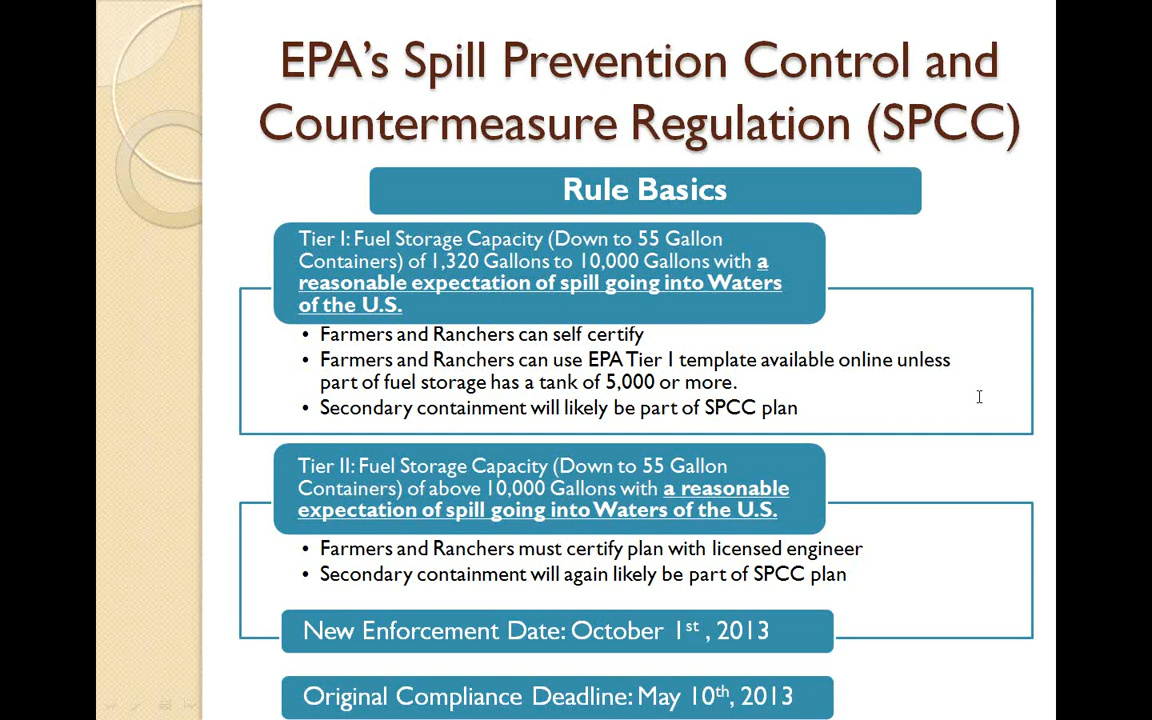 EPA's Spill Prevention Control and
Countermeasure Regulation (SPCC)
Rule Basics
Tier I: Fuel Storage Capacity (Down to 55 Gallon
Containers) of 1,320 Gallons to 10,000 Gallons with a
reasonable expectation of spill going into Waters
of the U.S.
• Farmers and Ranchers can self certify
• Farmers and Ranchers can use EPA Tier 1 template available online unless
part of fuel storage has a tank of 5,000 or more.
• Secondary containment will likely be part of SPCC plan
Tier II: Fuel Storage Capacity (Down to 55 Gallon
Containers) of above 10,000 Gallons with a reasonable
expectation of spill going into Waters of the U.S.
• Farmers and Ranchers must certify plan with licensed engineer
• Secondary containment will again likely be part of SPCC plan
New Enforcement Date: October 1st , 2013
Original Compliance Deadline: May 10th, 2013